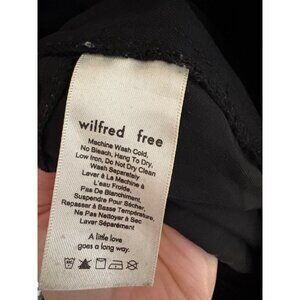 wilfred free
Machine Wash Cold,
No Bleach, Hang To Dry,
Low Iron, Do Not Dry Clean
Wash Separately
Laver À La Machine à
L'eau Froide,
Pas De Blanchiment,
Suspendre Pour Sécher,
Repasser à Basse Température,
Ne Pas Nettoyer à Sec
Laver Séparément
A little love
goes a long way.